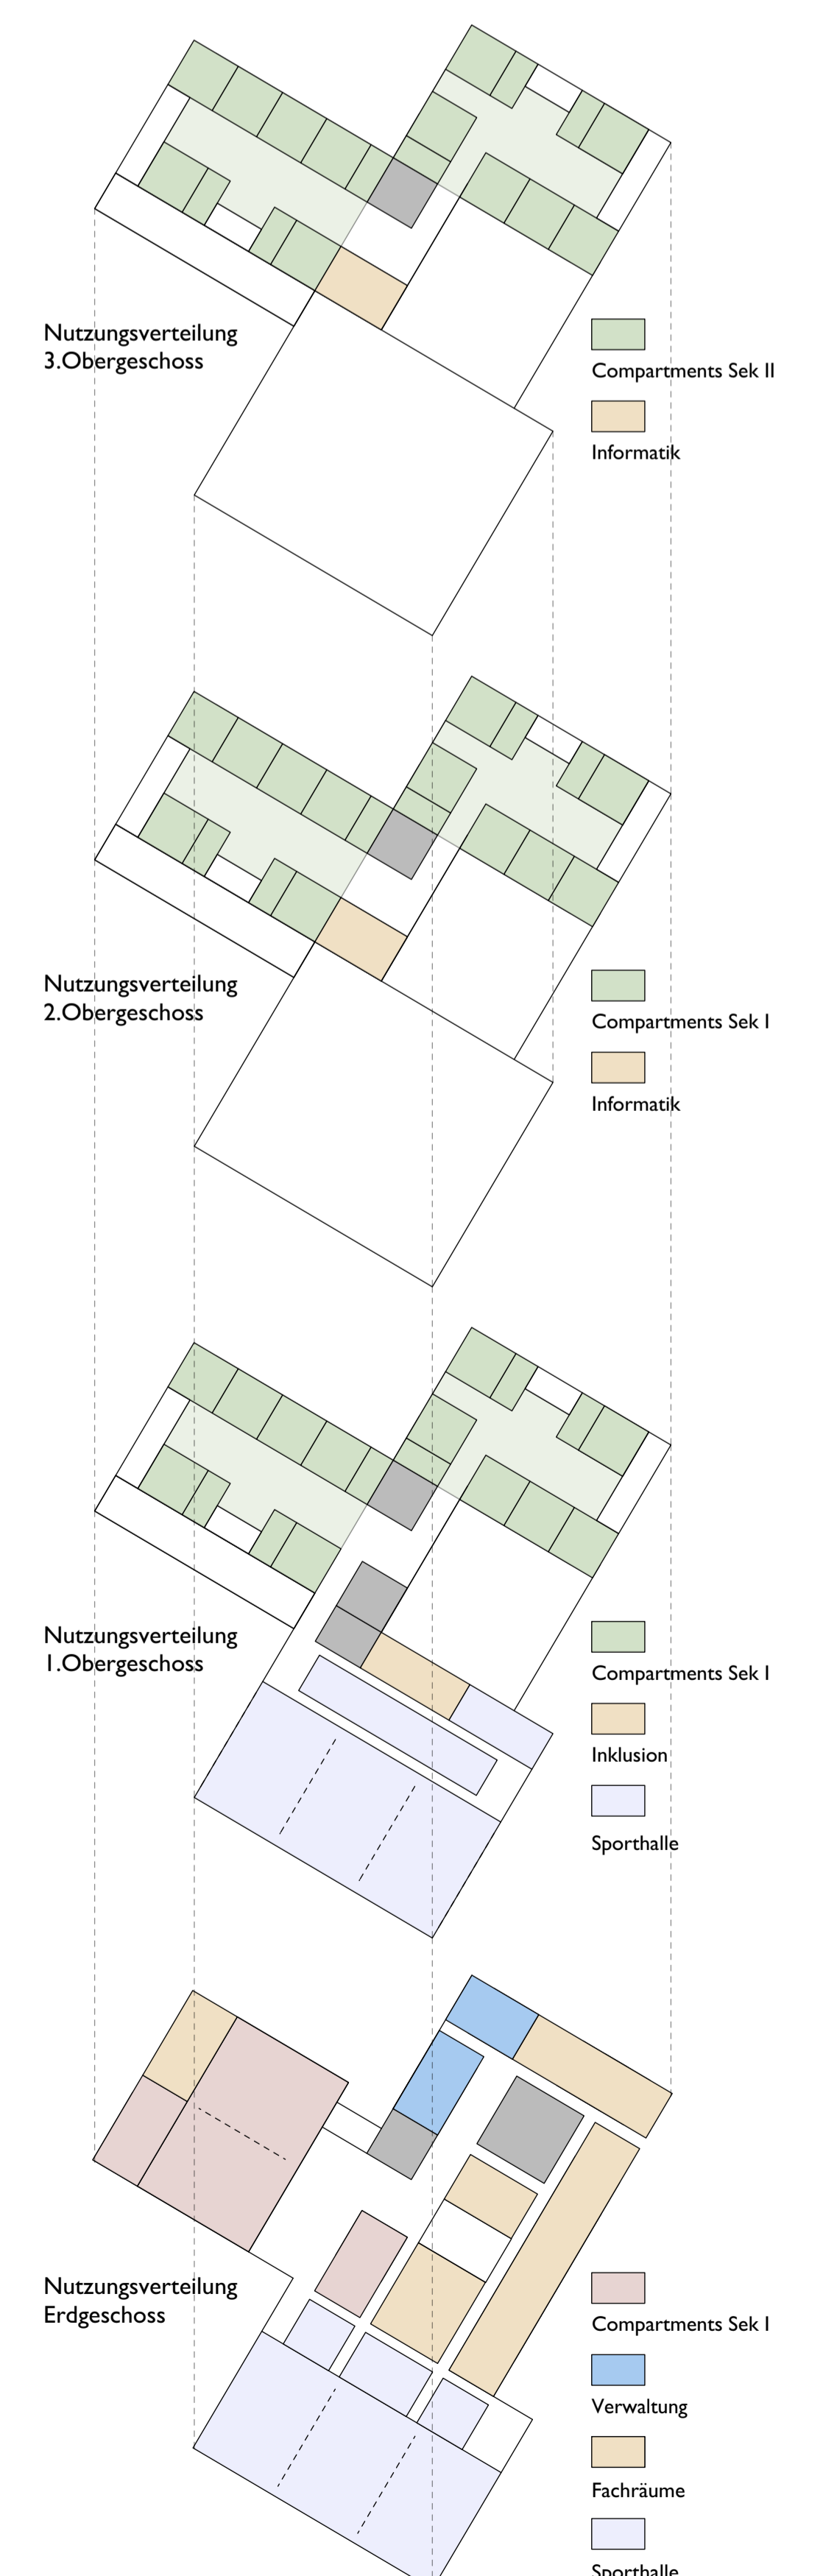 Nutzungsverteilung
3.Obergeschoss
Compartments Sek II
Informatik
Nutzungsverteilung
2.Obergeschoss
Compartments Sek I
Informatik
Nutzungsverteilung
1.Obergeschoss
Compartments Sek I
Inklusion
Sporthalle
Nutzungsverteilung
Erdgeschoss
Compartments Sek I
Verwaltung
Fachräume
Sporthalle